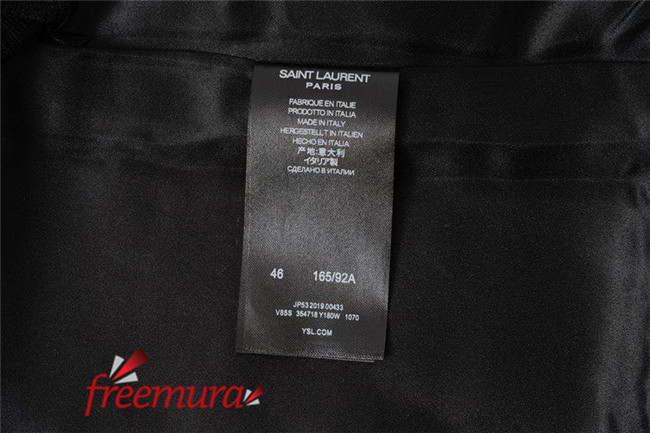 SAINT LAURENT
PARIS
FABRIQUE EN ITALIE
PRODOTTO IN ITALIA
MADE IN ITALY
HERGESTELLT IN ITALIEN
HECHO EN ITALIA
产地:意大利
イタリア製
СДЕЛАНО В ИТАЛИИ
46 165/92A
JP53 2019 00433
V85S 354718 Y180W 1070
YSL.COM
freemura